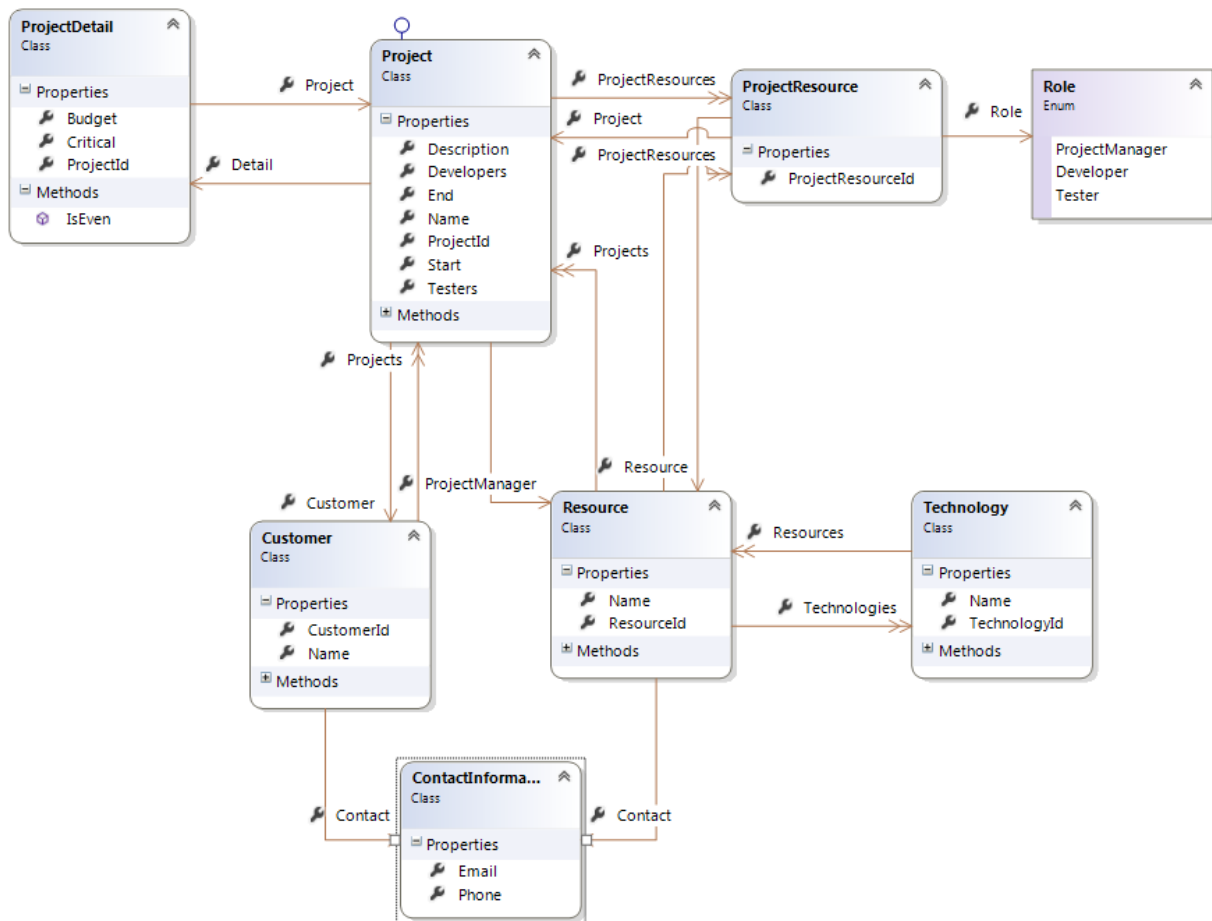 ProjectDetail
Class
Properties
Budget
Critical
ProjectId
Methods
IsEven
Project
Detail
Project
Class
Properties
Description
Developers
End
Name
ProjectId
Start
Testers
Methods
ProjectResources
Project
ProjectResources
ProjectResource
Class
Properties
ProjectResourceId
Role
Role
Enum
ProjectManager
Developer
Tester
Projects
Projects
ProjectManager
Resource
Customer
Customer
Class
Properties
CustomerId
Name
Methods
Resource
Class
Properties
Name
ResourceId
Methods
Resources
Technologies
Technology
Class
Properties
Name
TechnologyId
Methods
Contact
ContactInforma...
Class
Properties
Email
Phone
Contact